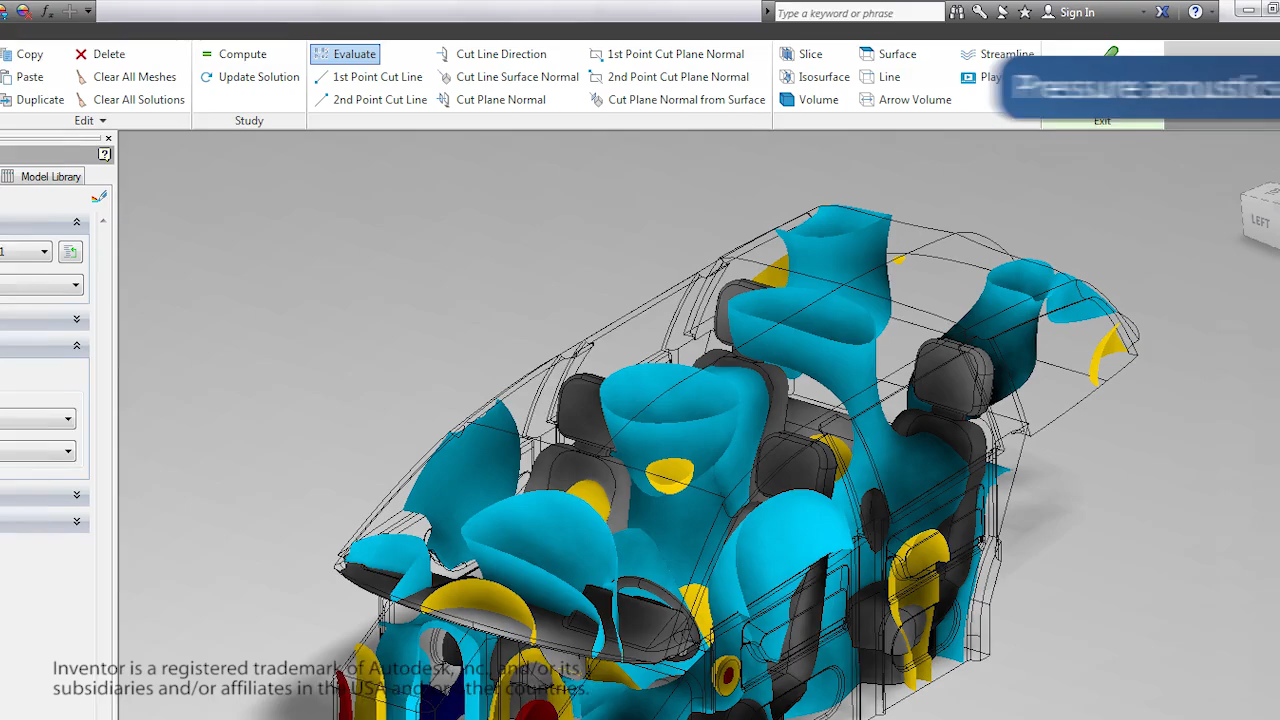 Type a keyword or phrase
Sign In
Copy Delete Compute Evaluate Cut Line Direction 1st Point Cut Plane Normal Slice Surface Streamline
Paste Clear All Meshes Update Solution 1st Point Cut Line Cut Line Surface Normal 2nd Point Cut Plane Normal Isosurface Line
Duplicate Clear All Solutions 2nd Point Cut Line Cut Plane Normal Cut Plane Normal from Surface Volume Arrow Volume
Pressure acoustics
Edit Study Exit
Model Library
1
LEFT
Inventor is a registered trademark of Autodesk, Inc., and/or its
subsidiaries and/or affiliates in the USA and/or other countries.